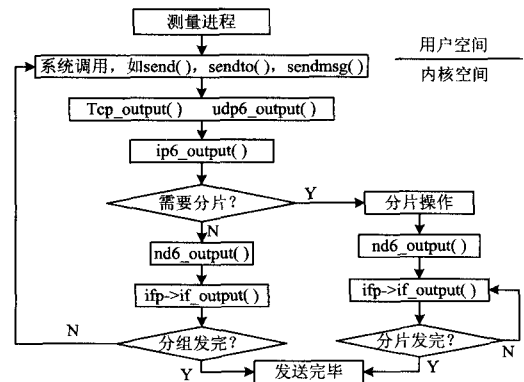 测量进程
用户空间
系统调用，如send( )，sendto( )，sendmsg( )
内核空间
Tcp_output( ) udp6_output( )
ip6_output( )
需要分片？
Y
分片操作
N
nd6_output( )
nd6_output( )
ifp->if_output( )
ifp->if_output( )
N
分组发完？
分片发完？
N
Y
发送完毕
Y